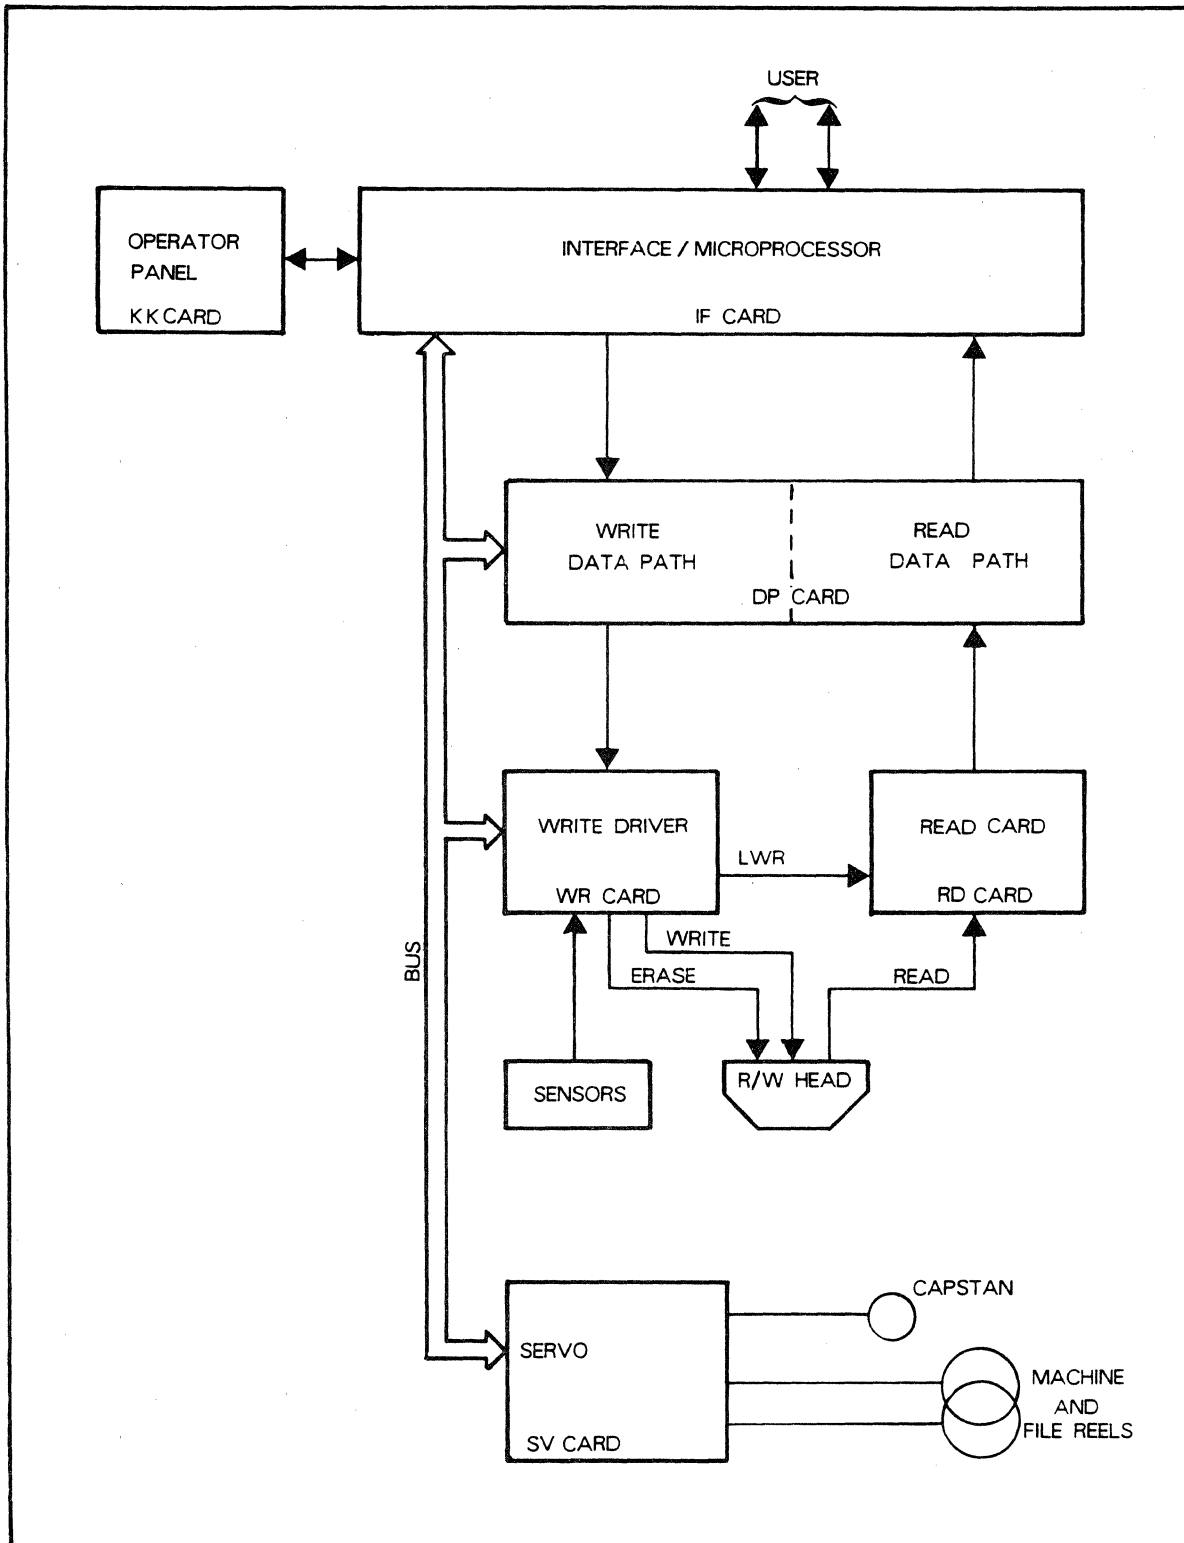 USER
OPERATOR
PANEL
KK CARD
INTERFACE / MICROPROCESSOR
IF CARD
WRITE
DATA PATH
READ
DATA PATH
DP CARD
WRITE DRIVER
WR CARD
LWR
READ CARD
RD CARD
BUS
WRITE
ERASE
READ
SENSORS
R/W HEAD
SERVO
SV CARD
CAPSTAN
MACHINE
AND
FILE REELS